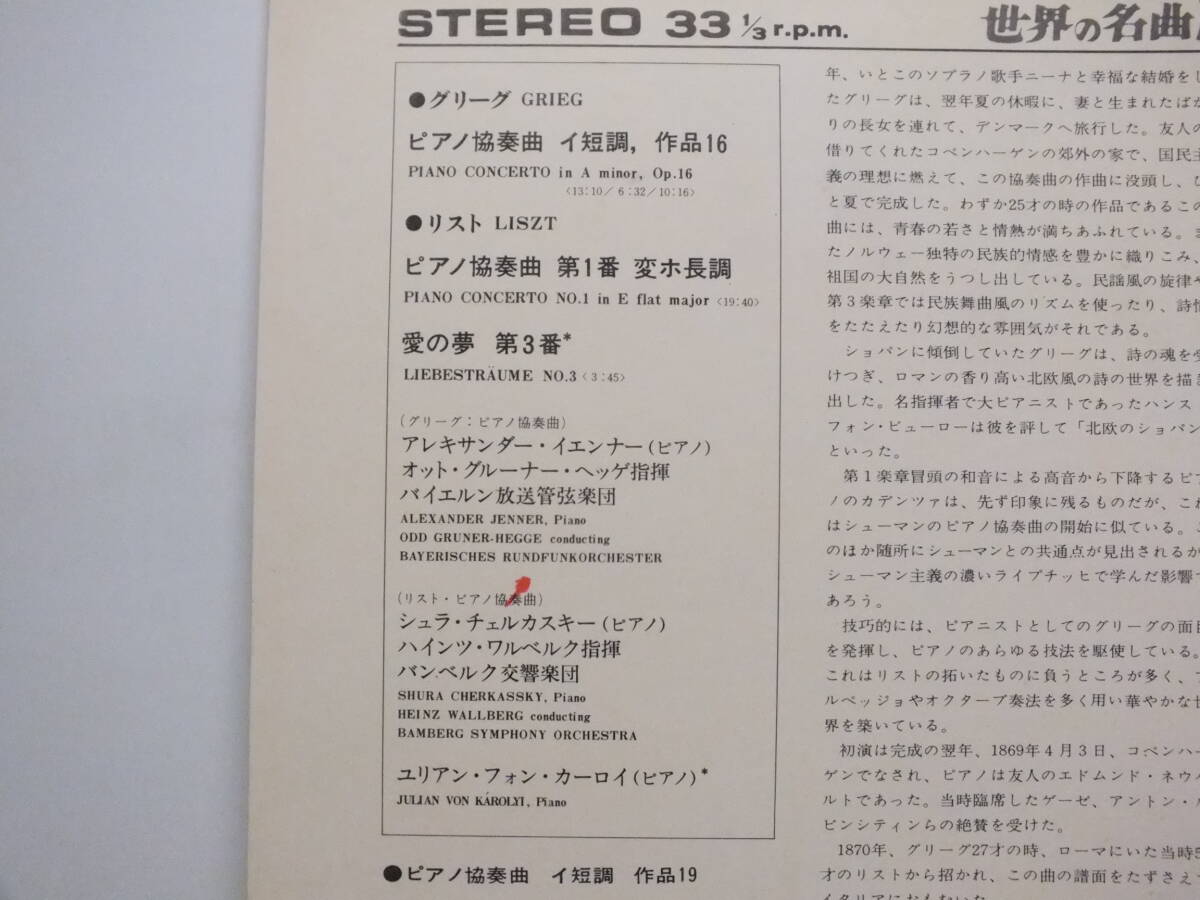 STEREO 33 1/3 r.p.m.
世界の名曲
●グリーグ GRIEG
ピアノ協奏曲 イ短調, 作品16
PIANO CONCERTO in A minor, Op.16
〈13:10/6:32/10:16〉
●リスト LISZT
ピアノ協奏曲 第1番 変ホ長調
PIANO CONCERTO NO.1 in E flat major 〈19:40〉
愛の夢 第3番*
LIEBESTRÄUME NO.3〈3:45〉
(グリーグ:ピアノ協奏曲)
アレキサンダー・イエンナー(ピアノ)
オット・グルーナー・ヘッゲ指揮
バイエルン放送管弦楽団
ALEXANDER JENNER, Piano
ODD GRUNER-HEGGE conducting
BAYERISCHES RUNDFUNKORCHESTER
(リスト・ピアノ協奏曲)
シュラ・チェルカスキー(ピアノ)
ハインツ・ワルベルク指揮
バンベルク交響楽団
SHURA CHERKASSKY, Piano
HEINZ WALLBERG conducting
BAMBERG SYMPHONY ORCHESTRA
ユリアン・フォン・カーロイ(ピアノ)*
JULIAN VON KÁROLYI, Piano
●ピアノ協奏曲 イ短調 作品19
年、いとこのソプラノ歌手ニーナと幸福な結婚をし
たグリーグは、翌年夏の休暇に、妻と生まれたばか
りの長女を連れて、デンマークへ旅行した。友人の
借りてくれたコペンハーゲンの郊外の家で、国民主
義の理想に燃えて、この協奏曲の作曲に没頭し、ひ
と夏で完成した。わずか25才の時の作品であるこの
曲には、青春の若さと情熱が満ちあふれている。ま
たノルウェー独特の民族的情感を豊かに織りこみ、
祖国の大自然をうつし出している。民謡風の旋律や
第3楽章では民族舞曲風のリズムを使ったり、詩情
をたたえたり幻想的な雰囲気がそれである。
ショパンに傾倒していたグリーグは、詩の魂を受
けつぎ、ロマンの香り高い北欧風の詩の世界を描き
出した。名指揮者で大ピアニストであったハンス・
フォン・ビューローは彼を評して「北欧のショパン」
といった。
第1楽章冒頭の和音による高音から下降するピア
ノのカデンツァは、先ず印象に残るものだが、これ
はシューマンのピアノ協奏曲の開始に似ている。こ
のほか随所にシューマンとの共通点が見出されるが
シューマン主義の濃いライプチッヒで学んだ影響で
あろう。
技巧的には、ピアニストとしてのグリーグの面目
を発揮し、ピアノのあらゆる技法を駆使している。
これはリストの拓いたものに負うところが多く、ア
ルペッジョやオクターブ奏法を多く用い華やかな世
界を築いている。
初演は完成の翌年、1869年4月3日、コペンハー
ゲンでなされ、ピアノは友人のエドムンド・ネウペ
ルトであった。当時臨席したゲーゼ、アントン・ル
ビンシティンらの絶賛を受けた。
1870年、グリーグ27才の時、ローマにいた当時5
才のリストから招かれ、この曲の譜面をたずさえて
イタリアにおもむいた